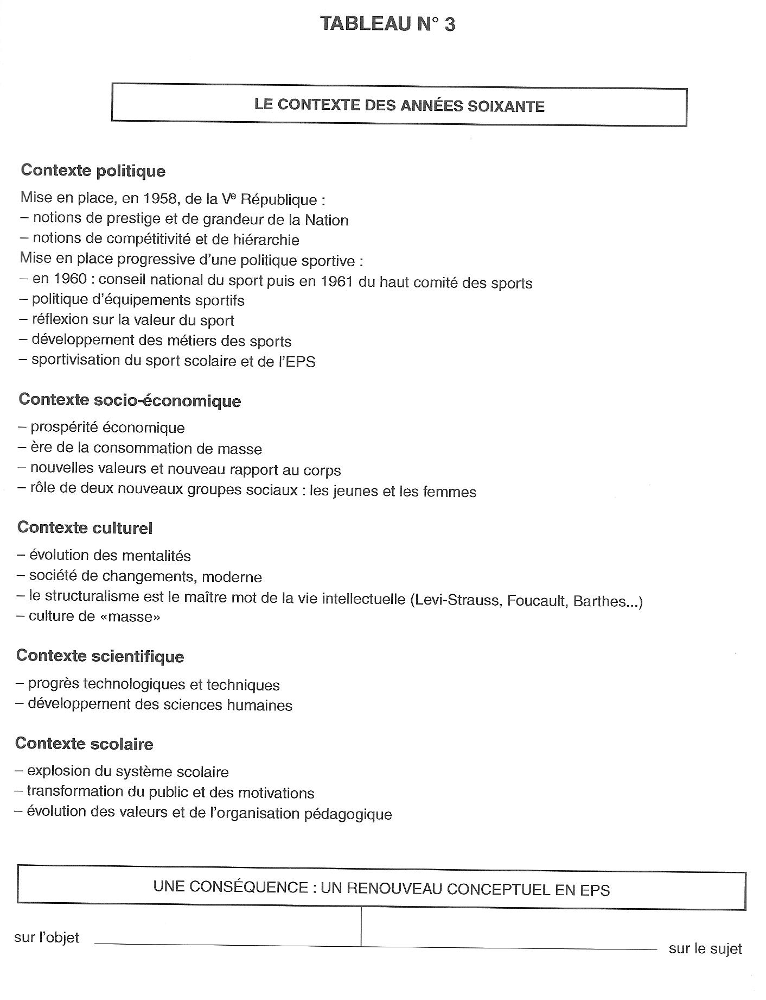 TABLEAU N° 3
LE CONTEXTE DES ANNÉES SOIXANTE
Contexte politique
Mise en place, en 1958, de la Ve République :
– notions de prestige et de grandeur de la Nation
– notions de compétitivité et de hiérarchie
Mise en place progressive d’une politique sportive :
– en 1960 : conseil national du sport puis en 1961 du haut comité des sports
– politique d’équipements sportifs
– réflexion sur la valeur du sport
– développement des métiers des sports
– sportivisation du sport scolaire et de l’EPS
Contexte socio-économique
– prospérité économique
– ère de la consommation de masse
– nouvelles valeurs et nouveau rapport au corps
– rôle de deux nouveaux groupes sociaux : les jeunes et les femmes
Contexte culturel
– évolution des mentalités
– société de changements, moderne
– le structuralisme est le maître mot de la vie intellectuelle (Levi-Strauss, Foucault, Barthes...)
– culture de «masse»
Contexte scientifique
– progrès technologiques et techniques
– développement des sciences humaines
Contexte scolaire
– explosion du système scolaire
– transformation du public et des motivations
– évolution des valeurs et de l’organisation pédagogique
UNE CONSÉQUENCE : UN RENOUVEAU CONCEPTUEL EN EPS
sur l’objet
sur le sujet